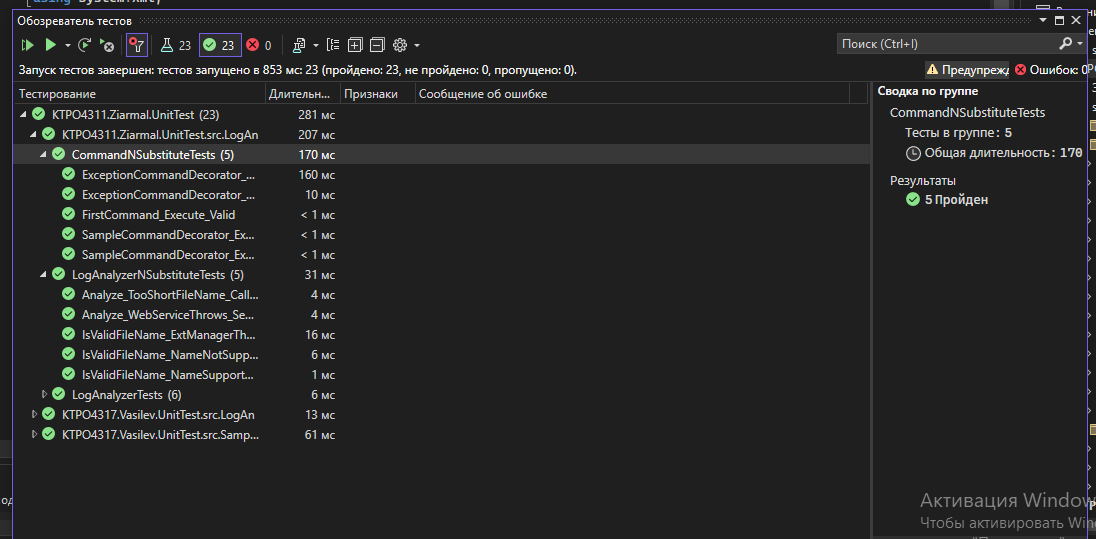 using System.Xml;
Обозреватель тестов
23 23 0
Поиск (Ctrl+I)
Запуск тестов завершен: тестов запущено в 853 мс: 23 (пройдено: 23, не пройдено: 0, пропущено: 0).
Предупрежд Ошибок: 0
Тестирование Длительн... Признаки Сообщение об ошибке
KTPO4311.Ziarmal.UnitTest (23) 281 мс
KTPO4311.Ziarmal.UnitTest.src.LogAn 207 мс
CommandNSubstituteTests (5) 170 мс
ExceptionCommandDecorator_... 160 мс
ExceptionCommandDecorator_... 10 мс
FirstCommand_Execute_Valid < 1 мс
SampleCommandDecorator_Ex... < 1 мс
SampleCommandDecorator_Ex... < 1 мс
LogAnalyzerNSubstituteTests (5) 31 мс
Analyze_TooShortFileName_Call... 4 мс
Analyze_WebServiceThrows_Se... 4 мс
IsValidFileName_ExtManagerTh... 16 мс
IsValidFileName_NameNotSupp... 6 мс
IsValidFileName_NameSupport... 1 мс
LogAnalyzerTests (6) 6 мс
KTPO4317.Vasilev.UnitTest.src.LogAn 13 мс
KTPO4317.Vasilev.UnitTest.src.Samp... 61 мс
Сводка по группе
CommandNSubstituteTests
Тесты в группе: 5
Общая длительность: 170
Результаты
5 Пройден
Активация Window
Чтобы активировать Win